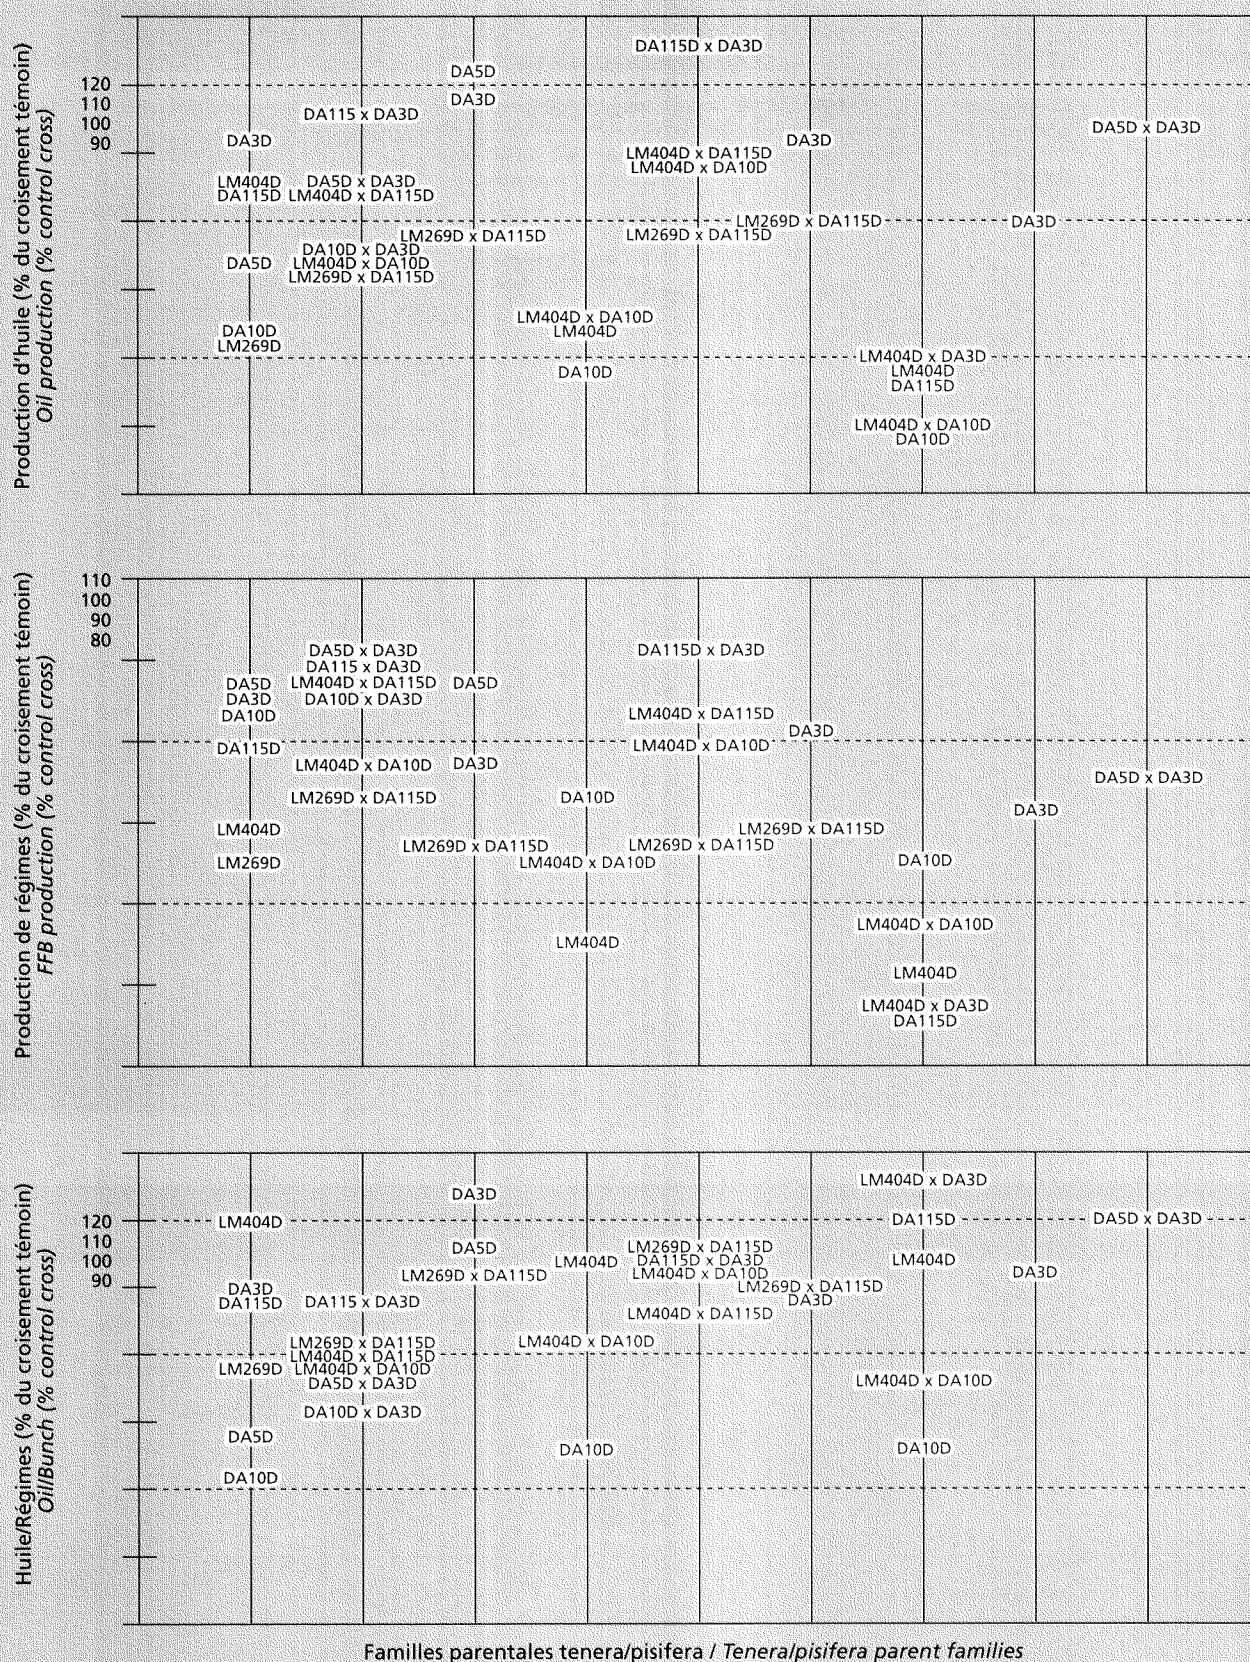 Production d'huile (% du croisement témoin)
Oil production (% control cross)
120
110
100
90
DA115D x DA3D
DA5D
DA3D
DA115 x DA3D
DA5D x DA3D
DA3D
DA3D
LM404D x DA115D
LM404D x DA10D
LM404D
DA5D x DA3D
DA115D
LM404D x DA115D
LM269D x DA115D
DA3D
LM269D x DA115D
LM269D x DA115D
DA10D x DA3D
DA5D
LM404D x DA10D
LM269D x DA115D
LM404D x DA10D
DA10D
LM404D
LM269D
LM404D x DA3D
DA10D
LM404D
DA115D
LM404D x DA10D
DA10D
Production de régimes (% du croisement témoin)
FFB production (% control cross)
110
100
90
80
DA5D x DA3D
DA115D x DA3D
DA115 x DA3D
DA5D
LM404D x DA115D
DA5D
DA3D
DA10D x DA3D
DA10D
LM404D x DA115D
DA3D
DA115D
LM404D x DA10D
LM404D x DA10D
DA3D
DA5D x DA3D
LM269D x DA115D
DA10D
DA3D
LM404D
LM269D x DA115D
LM269D x DA115D
LM269D x DA115D
LM269D
LM404D x DA10D
DA10D
LM404D x DA10D
LM404D
LM404D
LM404D x DA3D
DA115D
Huile/Régimes (% du croisement témoin)
Oil/Bunch (% control cross)
120
110
100
90
LM404D x DA3D
DA3D
LM404D
DA115D
DA5D x DA3D
DA5D
LM269D x DA115D
LM404D
DA115D x DA3D
LM404D
LM269D x DA115D
LM404D x DA10D
DA3D
DA3D
LM269D x DA115D
DA115D
DA115 x DA3D
DA3D
LM404D x DA115D
LM269D x DA115D
LM404D x DA10D
LM404D x DA115D
LM269D
LM404D x DA10D
DA5D x DA3D
LM404D x DA10D
DA10D x DA3D
DA5D
DA10D
DA10D
DA10D
Familles parentales tenera/pisifera / Tenera/pisifera parent families